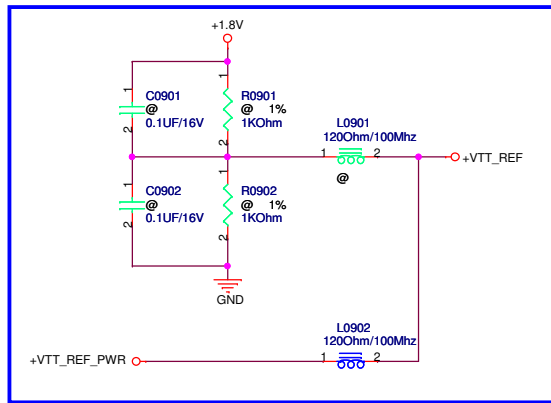 +1.8V
1
1
C0901
@
0.1UF/16V
2
R0901
@ 1%
1KOhm
2
L0901
120Ohm/100Mhz
1 2
@
+VTT_REF
1
1
C0902
@
0.1UF/16V
2
R0902
@ 1%
1KOhm
2
GND
L0902
120Ohm/100Mhz
+VTT_REF_PWR
1 2